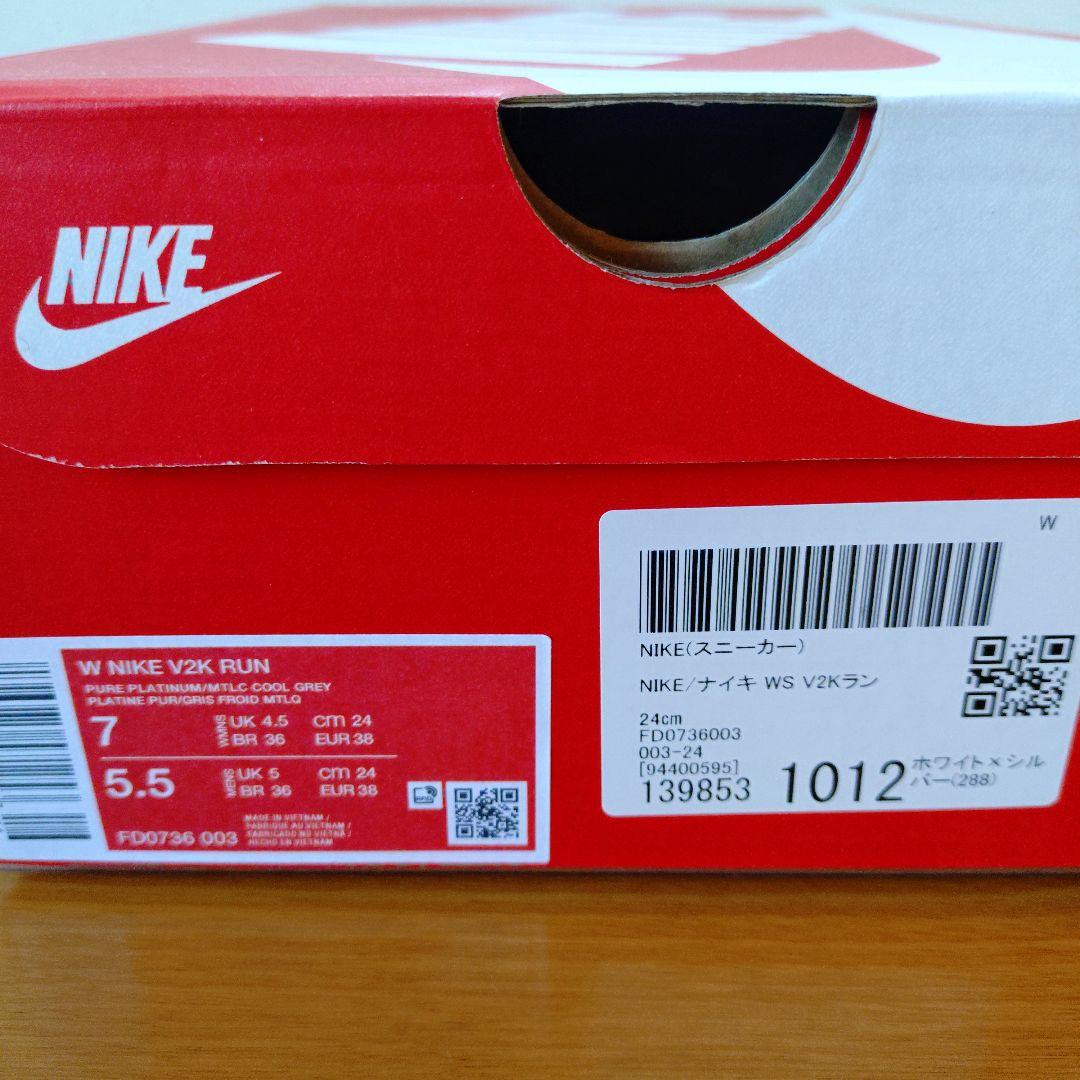 NIKE
W NIKE V2K RUN
PURE PLATINUM/MTLC COOL GREY
PLATINE PUR/GRIS FROID MTLQ
7 WMNS UK 4.5 cm 24
BR 36 EUR 38
5.5 MENS UK 5 cm 24
BR 36 EUR 38
FD0736 003
MADE IN VIETNAM /
FABRIQUÉ AU VIETNAM /
FABRICADO NO VIETNÃ /
HECHO EN VIETNAM
W
NIKE(スニーカー)
NIKE/ナイキ WS V2Kラン
24cm
FD0736003
003-24
[94400595]
139853 1012 ホワイト×シル
バー(288)